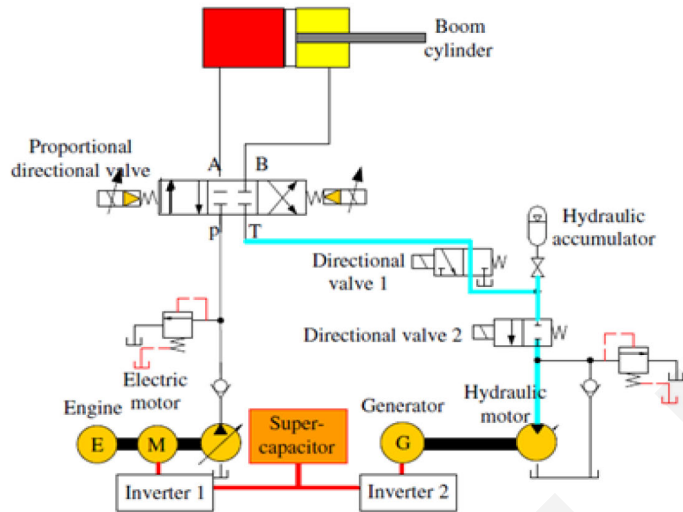 Boom
cylinder
Proportional
directional valve
A
B
P
T
Hydraulic
accumulator
Directional
valve 1
Directional valve 2
Electric
motor
Engine
Hydraulic
motor
Generator
Super-
capacitor
E
M
G
Inverter 1
Inverter 2